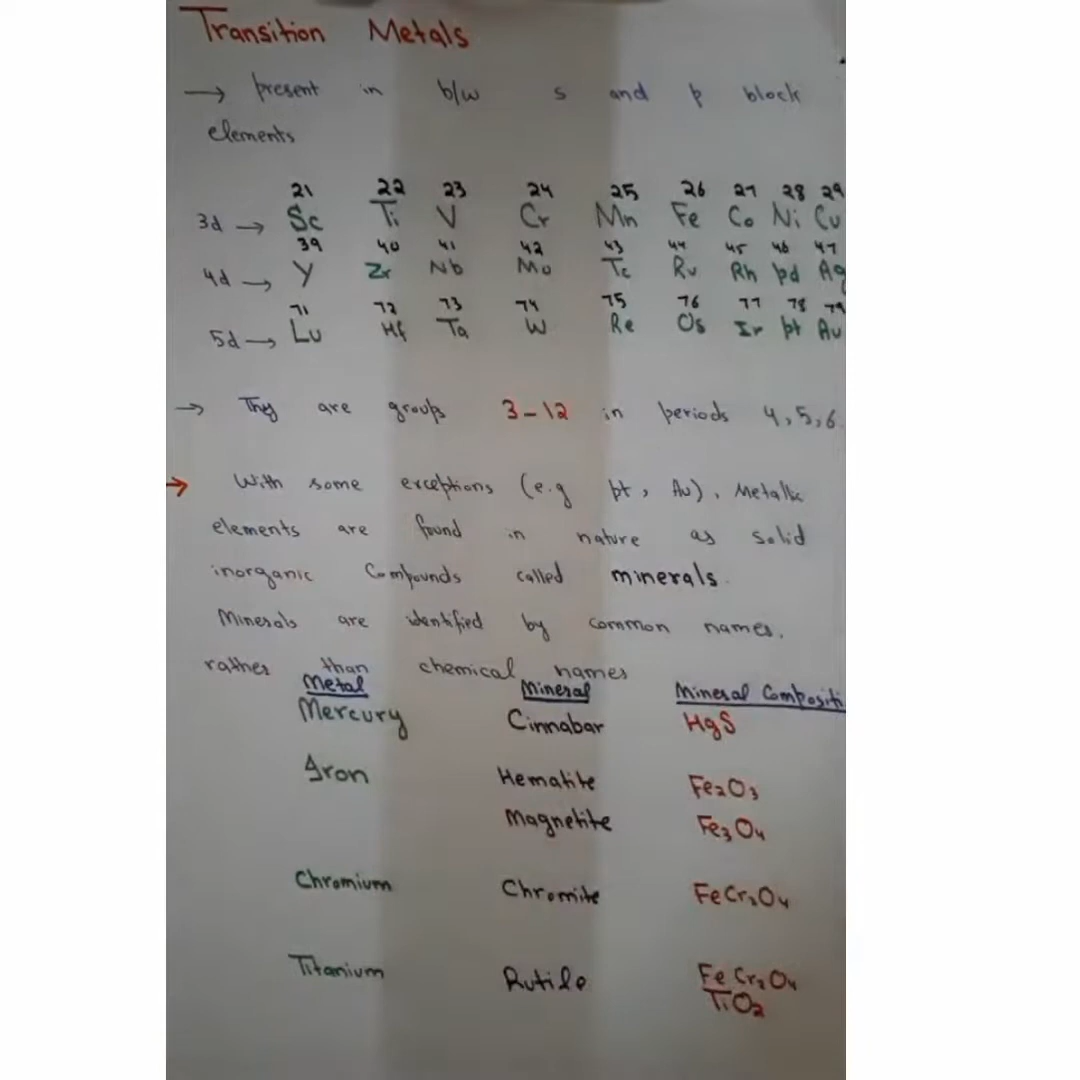 Transition Metals
→ present in b/w s and p block
elements
21 22 23 24 25 26 27 28 29
3d → Sc Ti V Cr Mn Fe Co Ni Cu
39 40 41 42 43 44 45 46 47
4d → Y Zr Nb Mo Tc Ru Rh pd Ag
71 72 73 74 75 76 77 78 79
5d → Lu Hf Ta W Re Os Ir pt Au
→ They are groups 3-12 in periods 4,5,6
→ With some exceptions (e.g pt, Au), Metallic
elements are found in nature as solid
inorganic Compounds called minerals.
Minerals are identified by common names.
rather than chemical names
Metal Mineral Mineral Compositi
Mercury Cinnabar HgS
Iron Hematite Fe2O3
Magnetite Fe3O4
Chromium Chromite FeCr2O4
Titanium Rutile FeCr2O4
TiO2